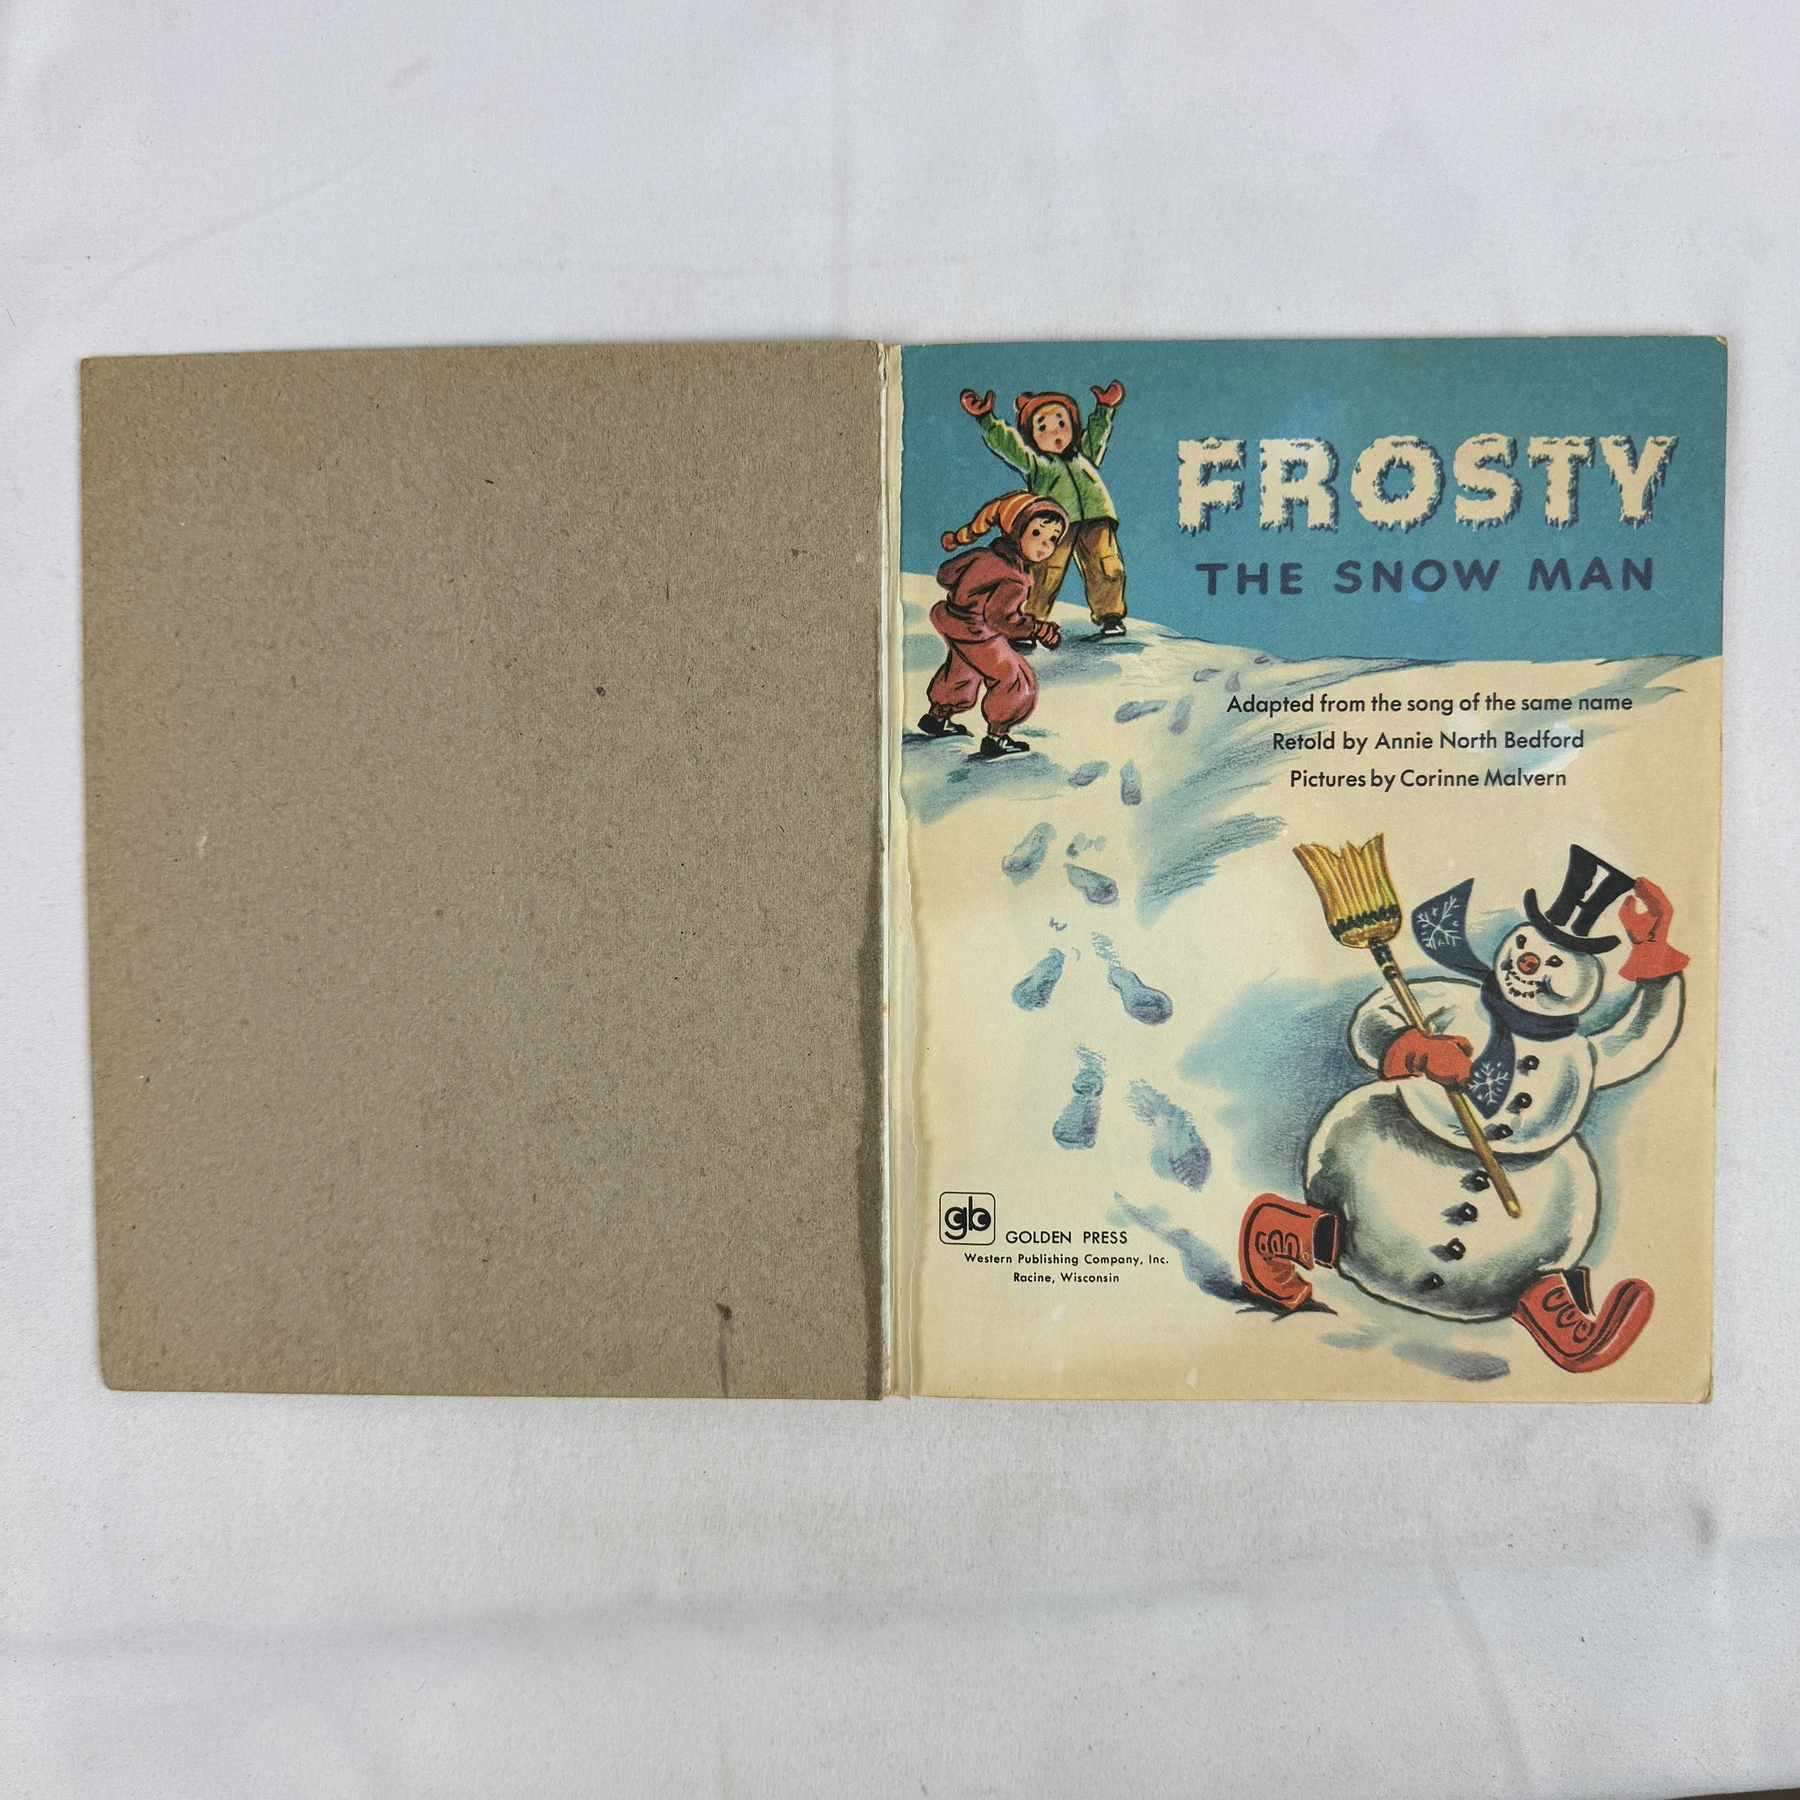 FROSTY
THE SNOW MAN
Adapted from the song of the same name
Retold by Annie North Bedford
Pictures by Corinne Malvern
gb GOLDEN PRESS
Western Publishing Company, Inc.
Racine, Wisconsin